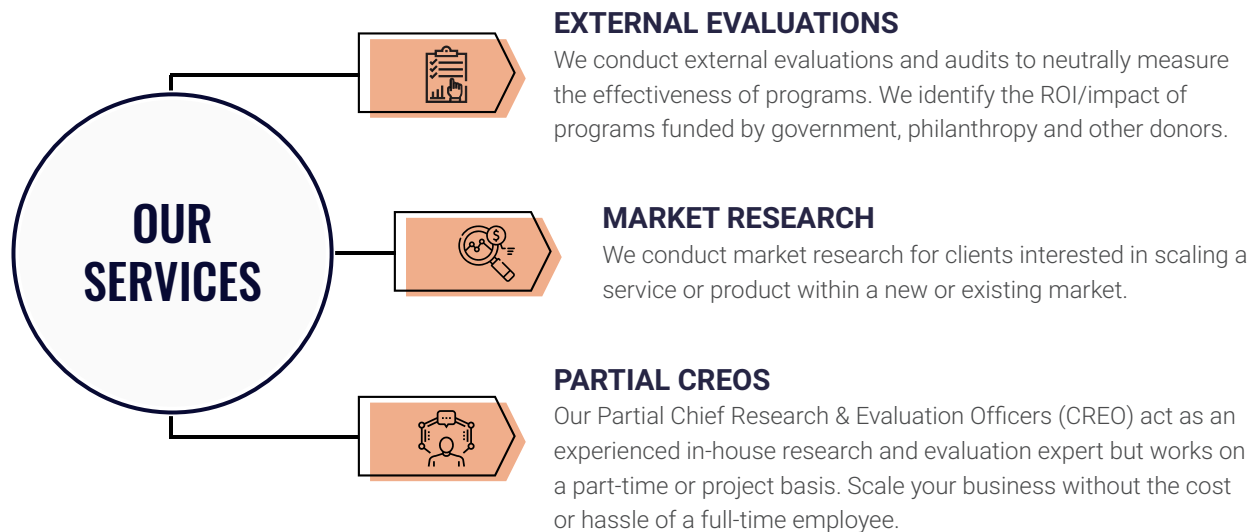 OUR
SERVICES
EXTERNAL EVALUATIONS
We conduct external evaluations and audits to neutrally measure
the effectiveness of programs. We identify the ROI/impact of
programs funded by government, philanthropy and other donors.
$
MARKET RESEARCH
We conduct market research for clients interested in scaling a
service or product within a new or existing market.
PARTIAL CREOS
Our Partial Chief Research & Evaluation Officers (CREO) act as an
experienced in-house research and evaluation expert but works on
a part-time or project basis. Scale your business without the cost
or hassle of a full-time employee.